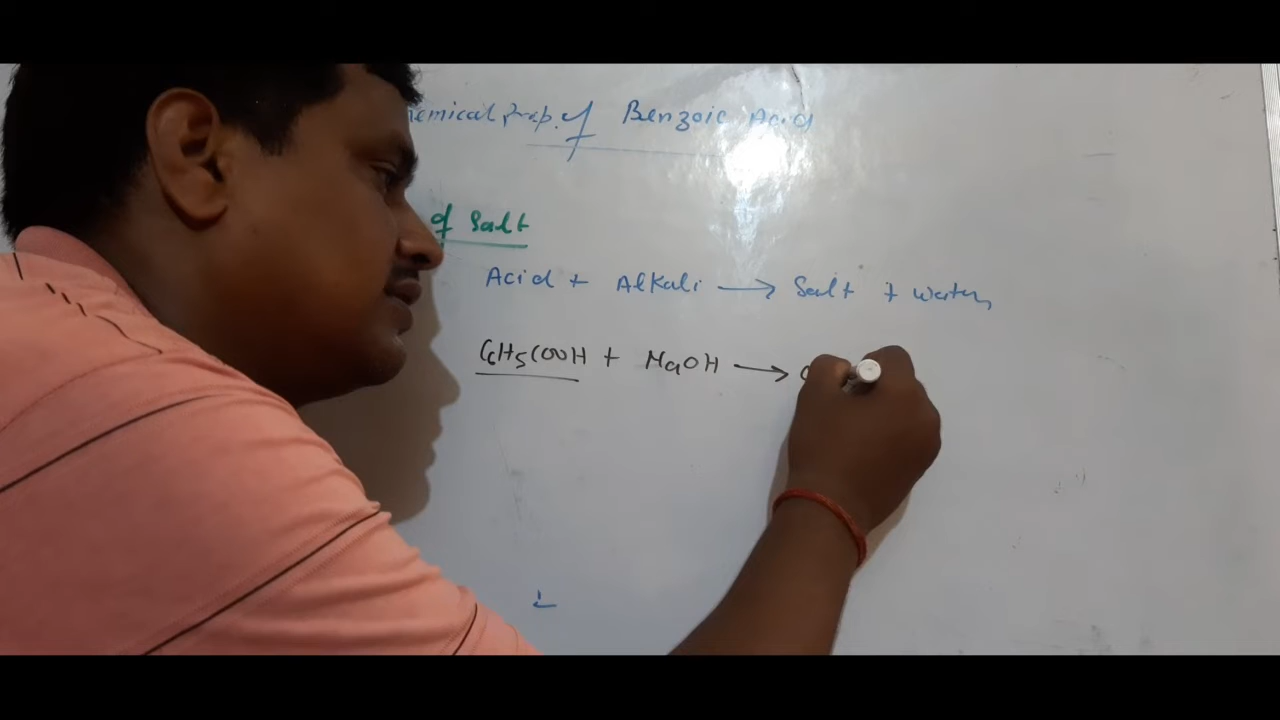 hemical Prop. of Benzoic Acid
of Salt
Acid + Alkali → Salt + Water
C6H5COOH + NaOH → C